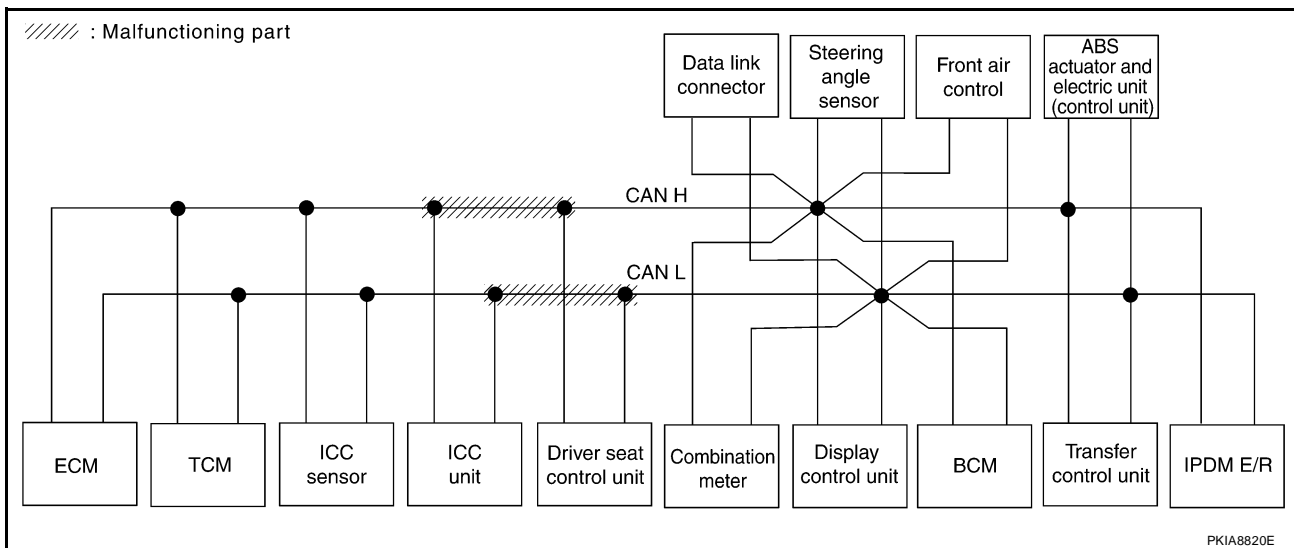 : Malfunctioning part
Data link
connector
Steering
angle
sensor
Front air
control
ABS
actuator and
electric unit
(control unit)
CAN H
CAN L
ECM
TCM
ICC
sensor
ICC
unit
Driver seat
control unit
Combination
meter
Display
control unit
BCM
Transfer
control unit
IPDM E/R
PKIA8820E